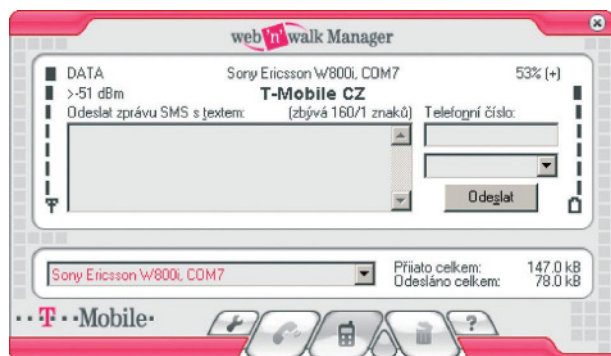 web'n'walk Manager
DATA Sony Ericsson W800i, COM7 53% (+)
>-51 dBm T-Mobile CZ
Odeslat zprávu SMS s textem: (zbývá 160/1 znaků) Telefonní číslo:
Odeslat
Sony Ericsson W800i, COM7
Přijato celkem: 147.0 kB
Odesláno celkem: 78.0 kB
T-Mobile
?